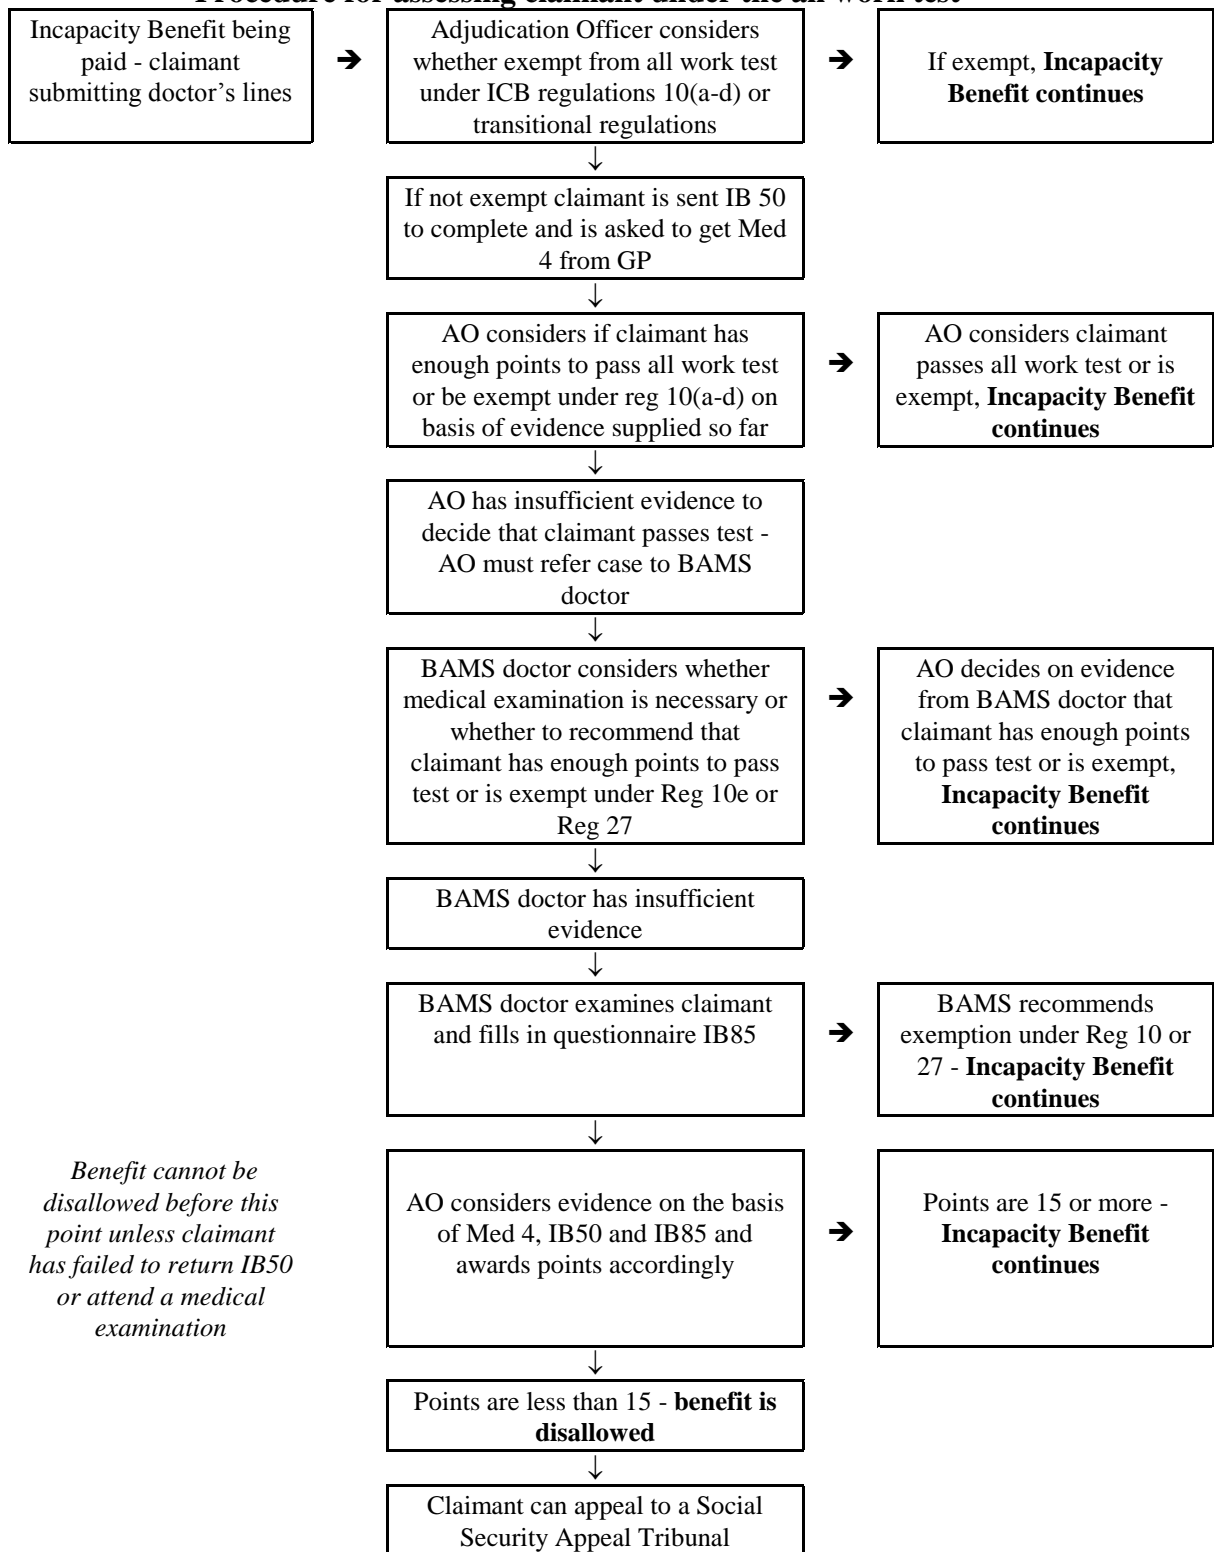 Procedure for assessing claimant under the all work test
Incapacity Benefit being
paid - claimant
submitting doctor's lines
➔
Adjudication Officer considers
whether exempt from all work test
under ICB regulations 10(a-d) or
transitional regulations
➔
If exempt, Incapacity
Benefit continues
↓
If not exempt claimant is sent IB 50
to complete and is asked to get Med
4 from GP
↓
AO considers if claimant has
enough points to pass all work test
or be exempt under reg 10(a-d) on
basis of evidence supplied so far
➔
AO considers claimant
passes all work test or is
exempt, Incapacity Benefit
continues
↓
AO has insufficient evidence to
decide that claimant passes test -
AO must refer case to BAMS
doctor
↓
BAMS doctor considers whether
medical examination is necessary or
whether to recommend that
claimant has enough points to pass
test or is exempt under Reg 10e or
Reg 27
➔
AO decides on evidence
from BAMS doctor that
claimant has enough points
to pass test or is exempt,
Incapacity Benefit
continues
↓
BAMS doctor has insufficient
evidence
↓
BAMS doctor examines claimant
and fills in questionnaire IB85
➔
BAMS recommends
exemption under Reg 10 or
27 - Incapacity Benefit
continues
↓
Benefit cannot be
disallowed before this
point unless claimant
has failed to return IB50
or attend a medical
examination
AO considers evidence on the basis
of Med 4, IB50 and IB85 and
awards points accordingly
➔
Points are 15 or more -
Incapacity Benefit
continues
↓
Points are less than 15 - benefit is
disallowed
↓
Claimant can appeal to a Social
Security Appeal Tribunal